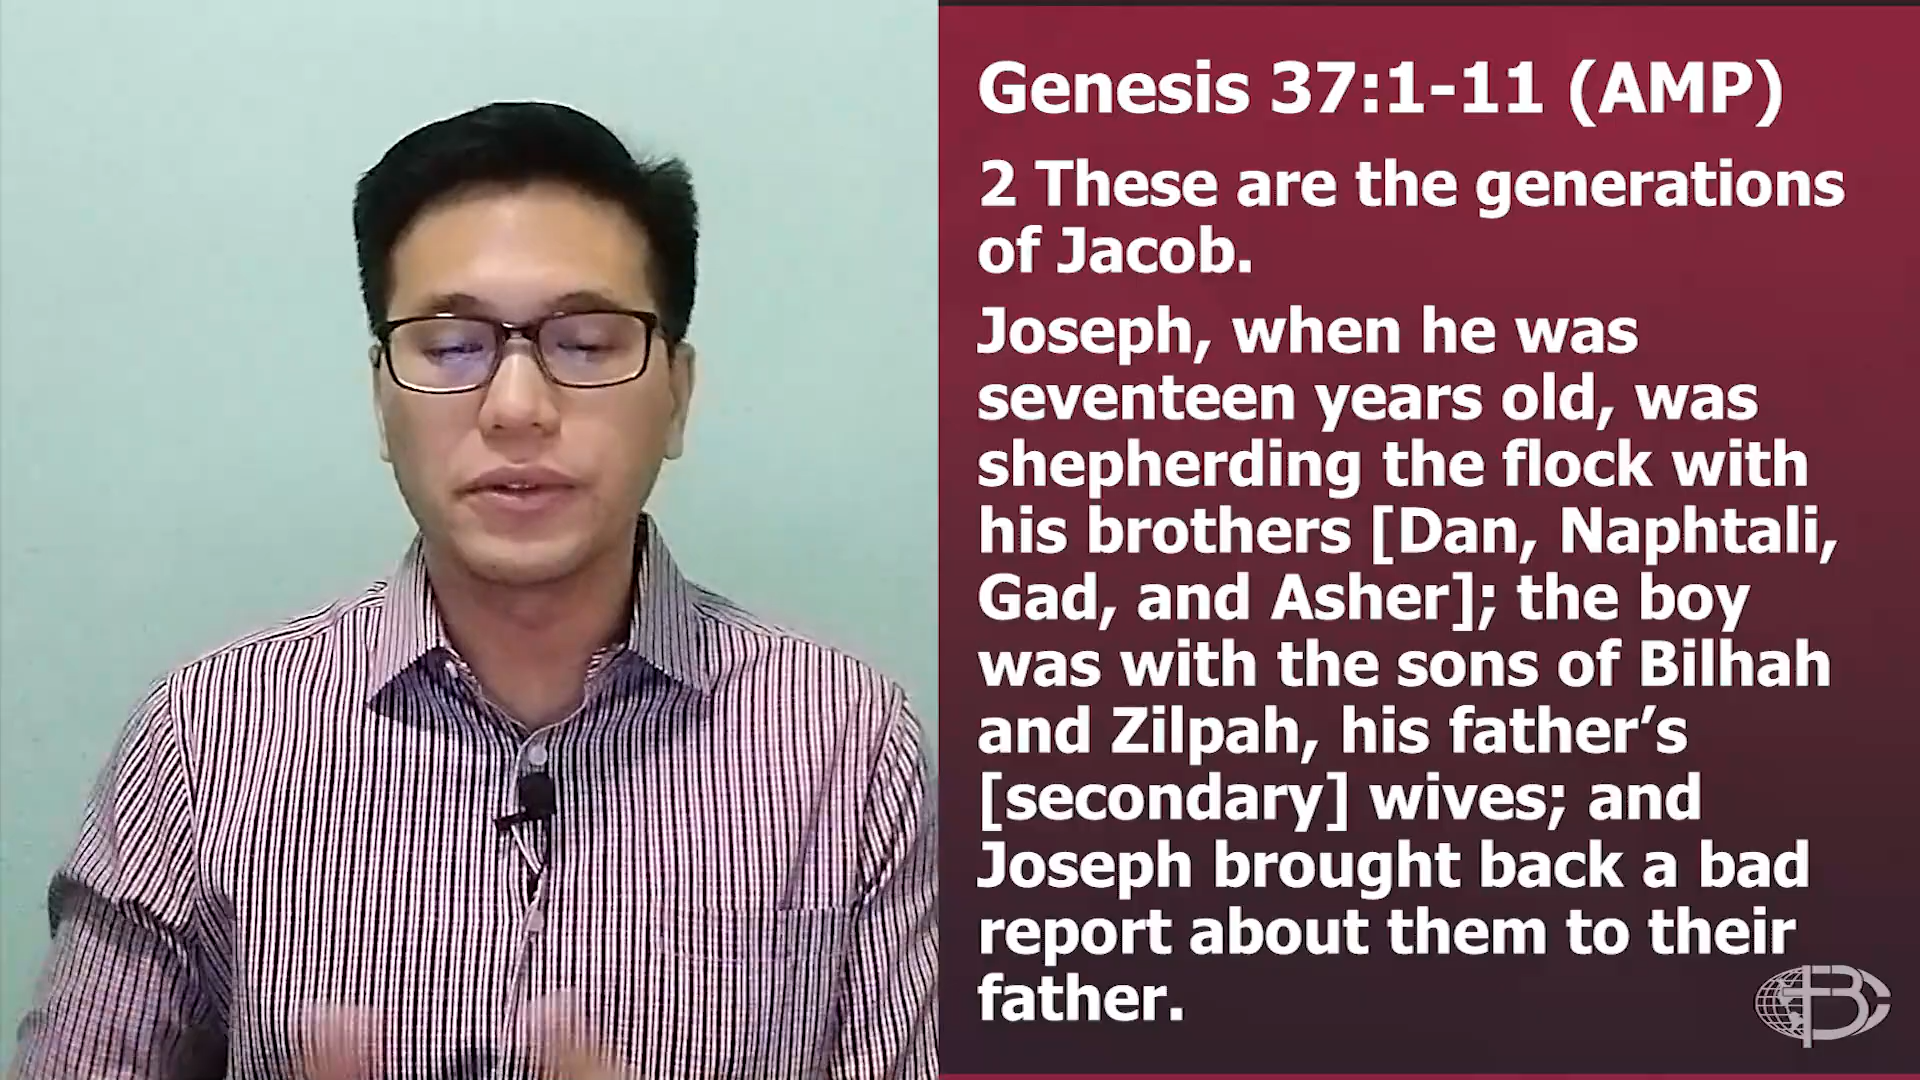 Genesis 37:1-11 (AMP)
2 These are the generations
of Jacob.
Joseph, when he was
seventeen years old, was
shepherding the flock with
his brothers [Dan, Naphtali,
Gad, and Asher]; the boy
was with the sons of Bilhah
and Zilpah, his father’s
[secondary] wives; and
Joseph brought back a bad
report about them to their
father.
BC